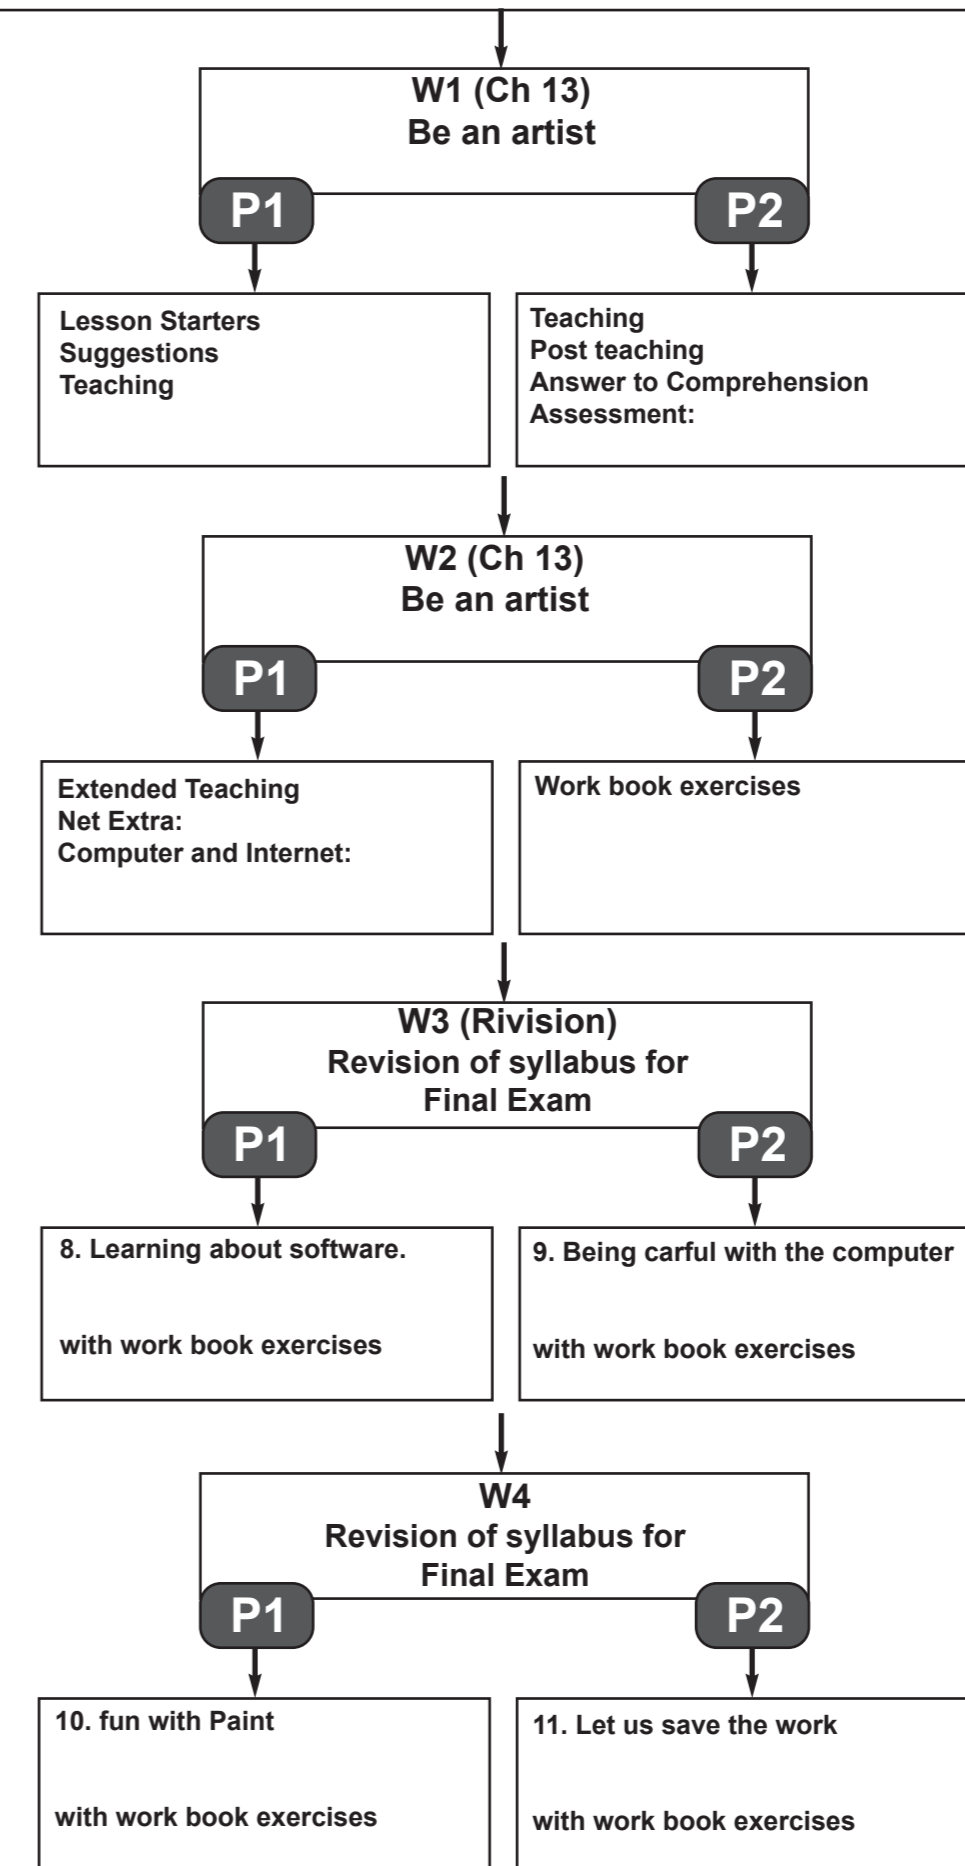 W1 (Ch 13)
Be an artist
P1
P2
Lesson Starters
Suggestions
Teaching
Teaching
Post teaching
Answer to Comprehension
Assessment:
W2 (Ch 13)
Be an artist
P1
P2
Extended Teaching
Net Extra:
Computer and Internet:
Work book exercises
W3 (Rivision)
Revision of syllabus for
Final Exam
P1
P2
8. Learning about software.
with work book exercises
9. Being carful with the computer
with work book exercises
W4
Revision of syllabus for
Final Exam
P1
P2
10. fun with Paint
with work book exercises
11. Let us save the work
with work book exercises